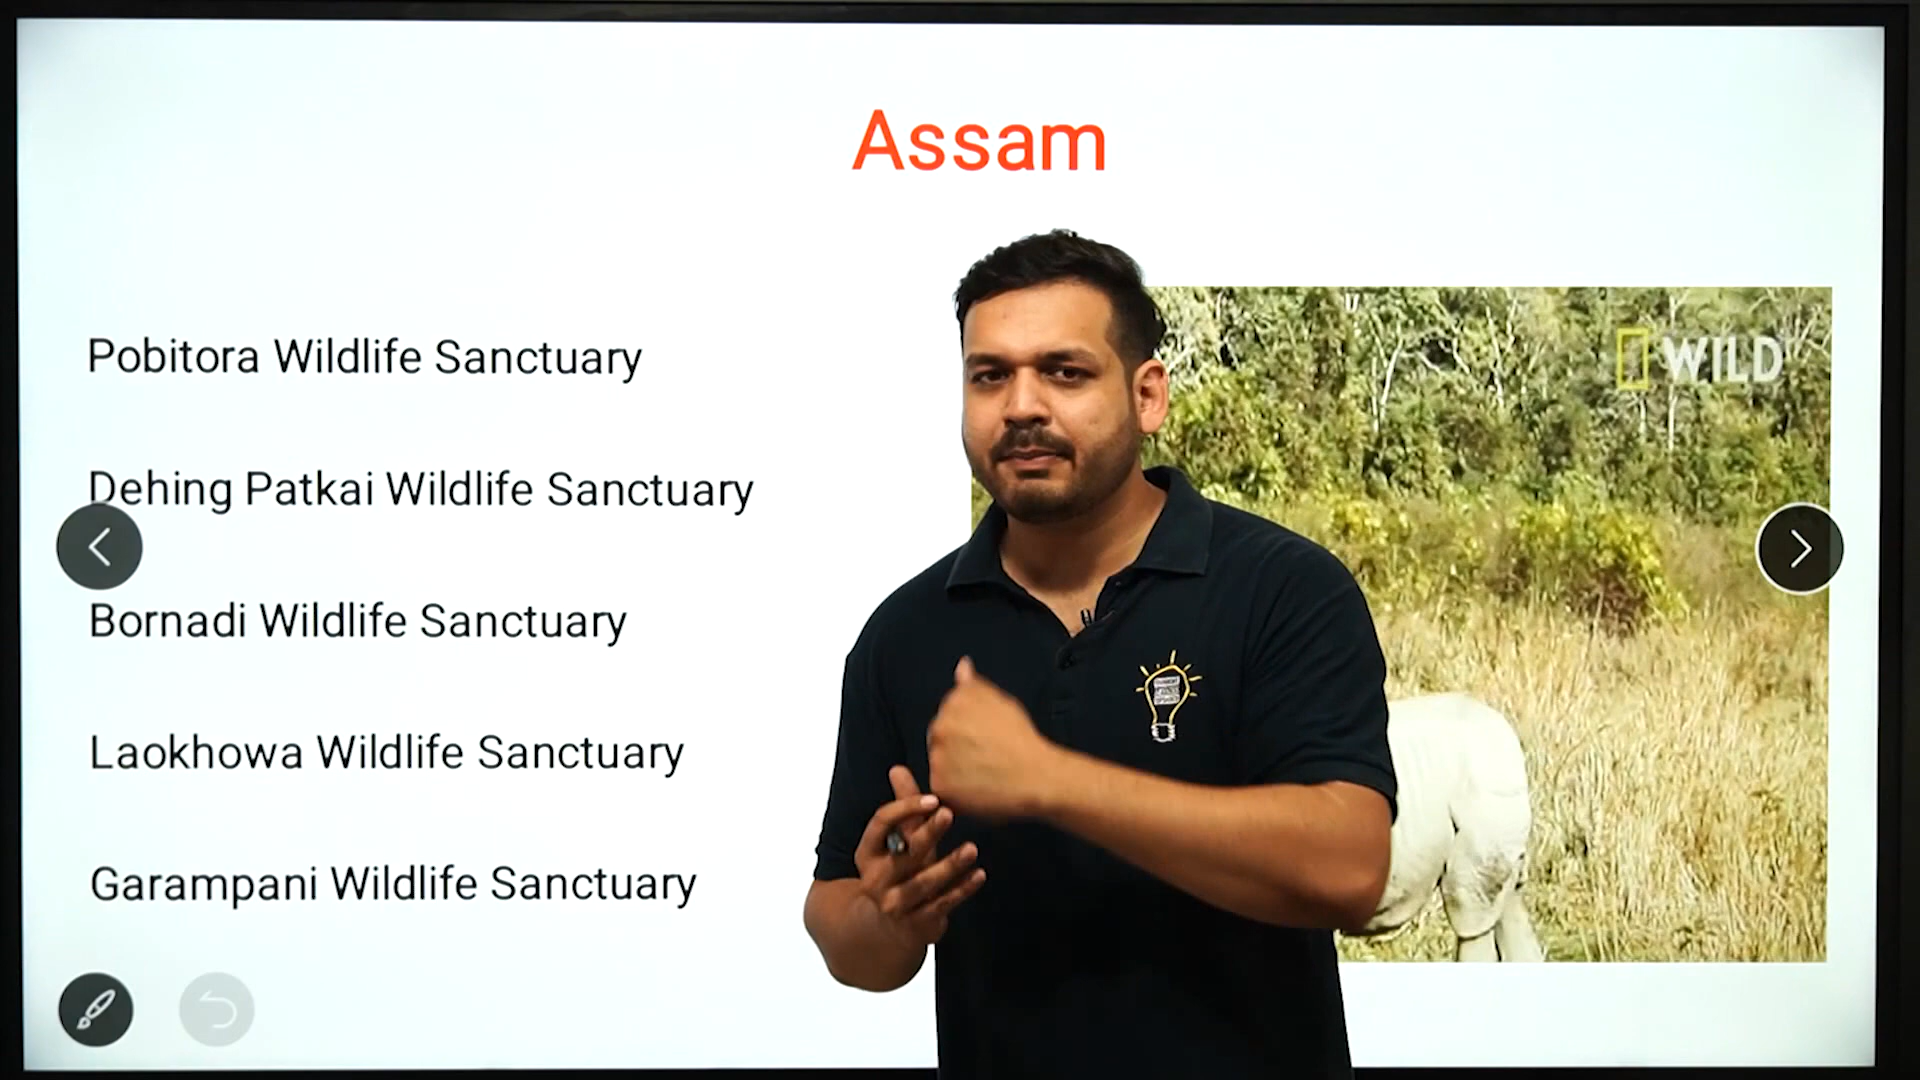 Assam
Pobitora Wildlife Sanctuary
Dehing Patkai Wildlife Sanctuary
Bornadi Wildlife Sanctuary
Laokhowa Wildlife Sanctuary
Garampani Wildlife Sanctuary
WILD